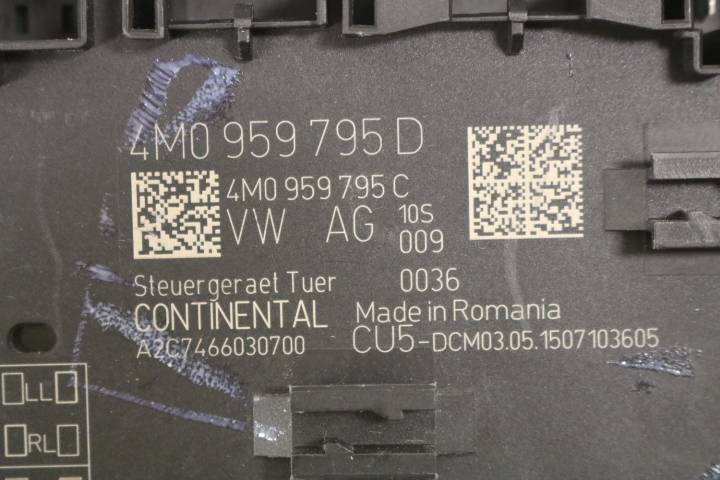 4M0 959 795 D
4M0 959 795 C
VW AG 10S
009
Steuergeraet Tuer 0036
CONTINENTAL Made in Romania
A2C7466030700 CU5-DCM03.05.1507103605
LL
RL